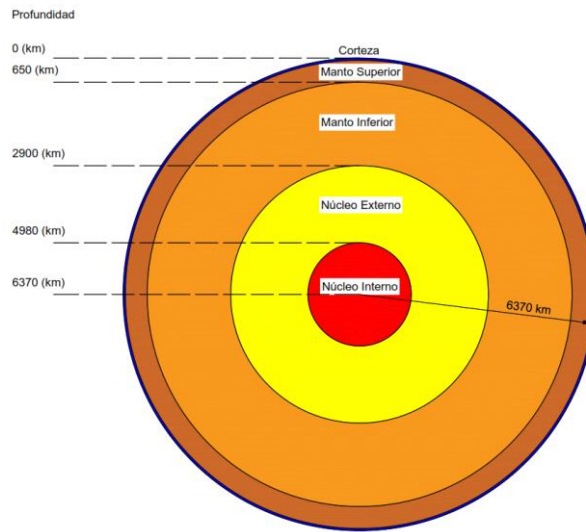 Profundidad
0 (km)
Corteza
650 (km)
Manto Superior
Manto Inferior
2900 (km)
Núcleo Externo
4980 (km)
6370 (km)
Núcleo Interno
6370 km